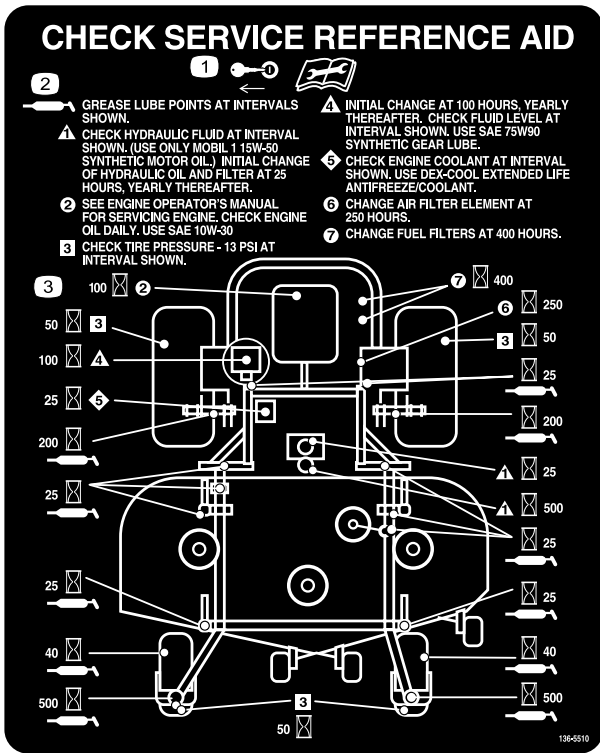 CHECK SERVICE REFERENCE AID
1
2
GREASE LUBE POINTS AT INTERVALS
SHOWN.
1 CHECK HYDRAULIC FLUID AT INTERVAL
SHOWN. (USE ONLY MOBIL 1 15W-50
SYNTHETIC MOTOR OIL.) INITIAL CHANGE
OF HYDRAULIC OIL AND FILTER AT 25
HOURS, YEARLY THEREAFTER.
2 SEE ENGINE OPERATOR'S MANUAL
FOR SERVICING ENGINE. CHECK ENGINE
OIL DAILY. USE SAE 10W-30
3 CHECK TIRE PRESSURE - 13 PSI AT
INTERVAL SHOWN.
4 INITIAL CHANGE AT 100 HOURS, YEARLY
THEREAFTER. CHECK FLUID LEVEL AT
INTERVAL SHOWN. USE SAE 75W90
SYNTHETIC GEAR LUBE.
5 CHECK ENGINE COOLANT AT INTERVAL
SHOWN. USE DEX-COOL EXTENDED LIFE
ANTIFREEZE/COOLANT.
6 CHANGE AIR FILTER ELEMENT AT
250 HOURS.
7 CHANGE FUEL FILTERS AT 400 HOURS.
3
100 2
50 3
100 4
25 5
200
25
25
40
500
7 400
6 250
3 50
25
200
1 25
1 500
25
25
40
500
3
50
136-5510